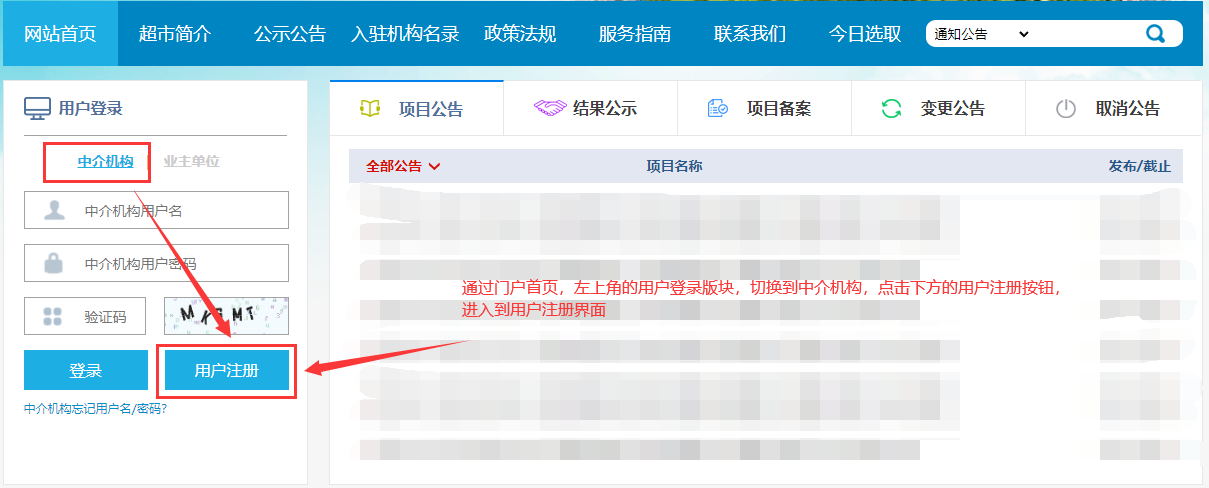 网站首页 超市简介 公示公告 入驻机构名录 政策法规 服务指南 联系我们 今日选取 通知公告
用户登录
中介机构 业主单位
中介机构用户名
中介机构用户密码
验证码 MKGMT
登录 用户注册
中介机构忘记用户名/密码?
项目公告 结果公示 项目备案 变更公告 取消公告
全部公告 项目名称 发布/截止
通过门户首页，左上角的用户登录版块，切换到中介机构，点击下方的用户注册按钮，
进入到用户注册界面